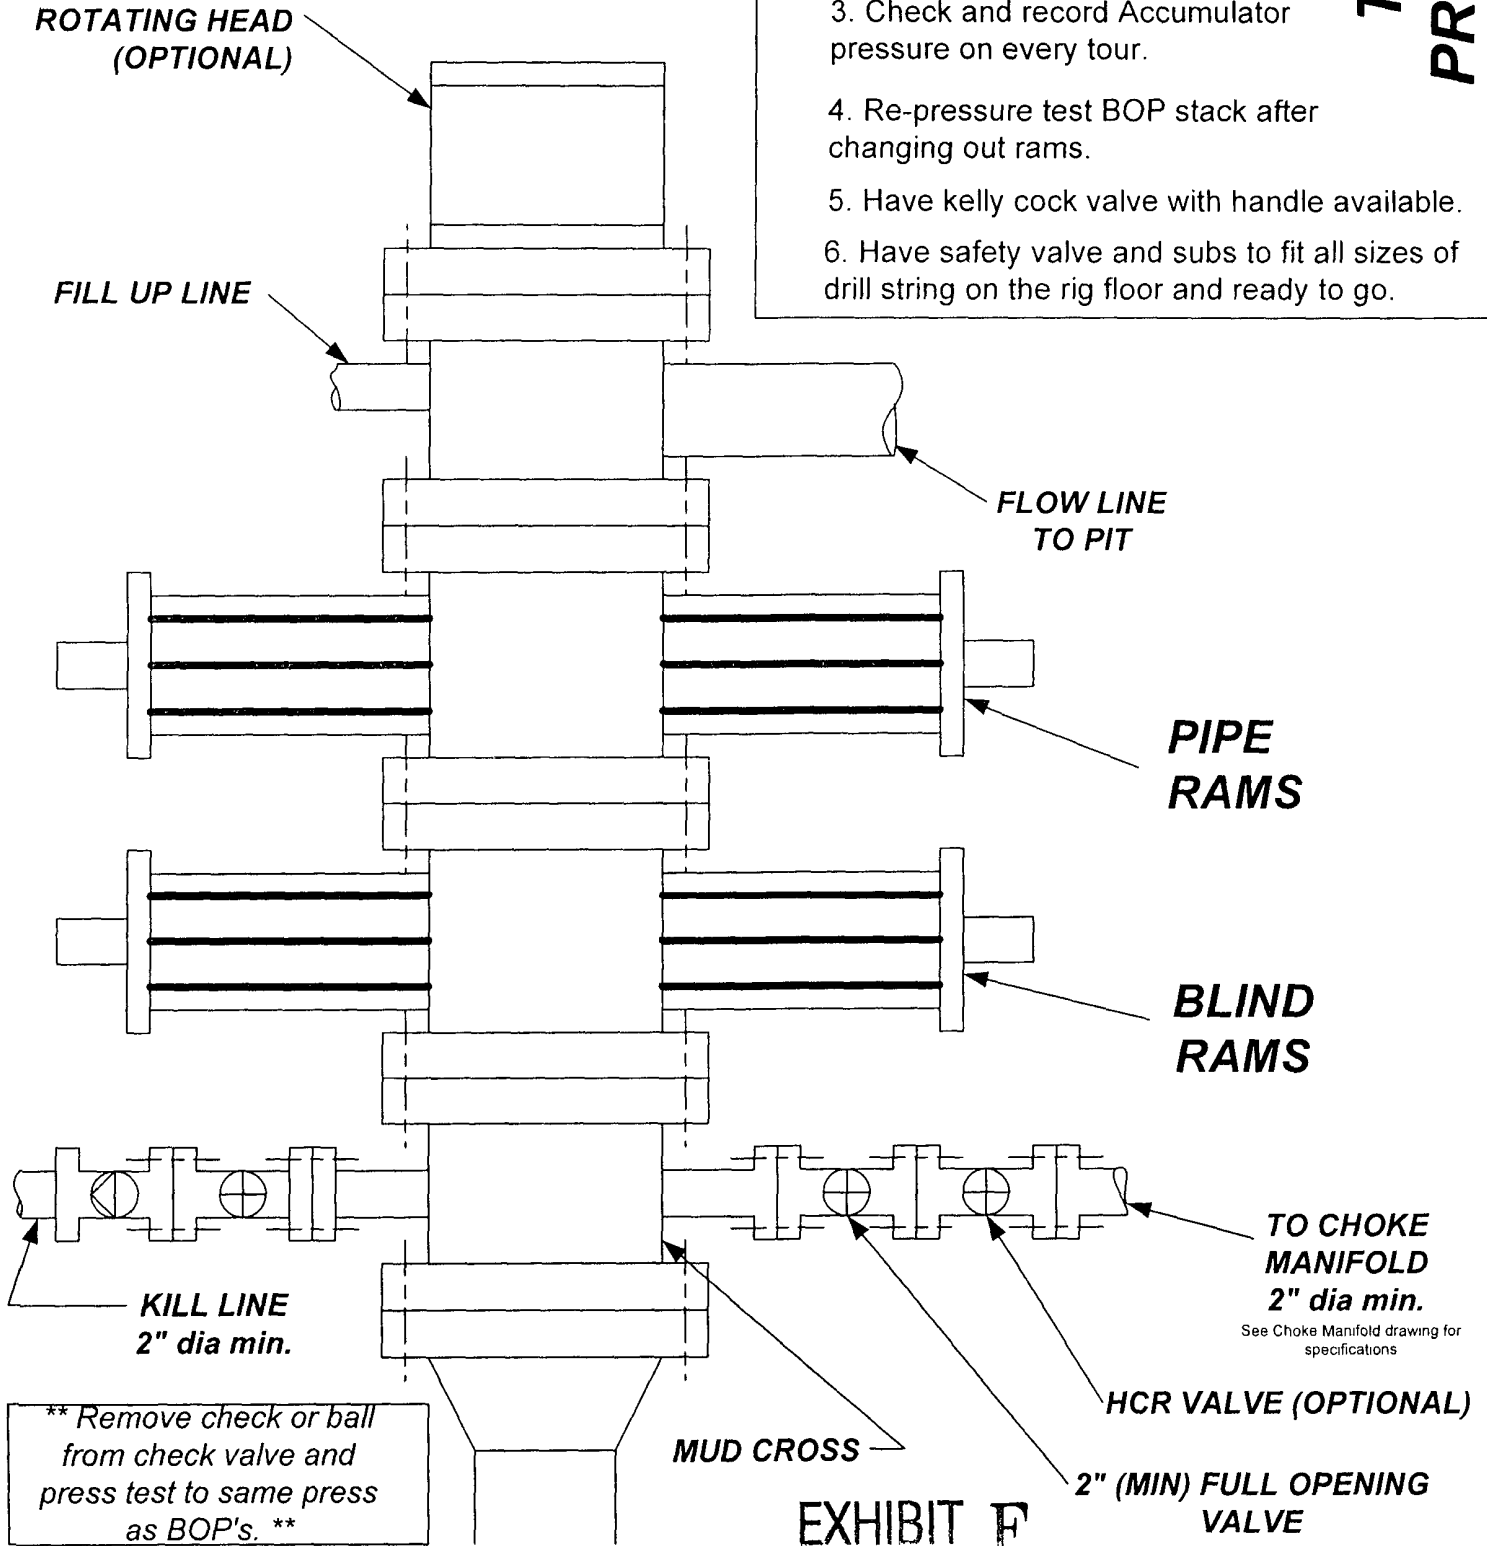 ROTATING HEAD
(OPTIONAL)
3. Check and record Accumulator
pressure on every tour.
4. Re-pressure test BOP stack after
changing out rams.
5. Have kelly cock valve with handle available.
6. Have safety valve and subs to fit all sizes of
drill string on the rig floor and ready to go.
FILL UP LINE
FLOW LINE
TO PIT
PIPE
RAMS
BLIND
RAMS
KILL LINE
2" dia min.
TO CHOKE
MANIFOLD
2" dia min.
See Choke Manifold drawing for
specifications
HCR VALVE (OPTIONAL)
MUD CROSS
2" (MIN) FULL OPENING
VALVE
** Remove check or ball
from check valve and
press test to same press
as BOP's. **
EXHIBIT F